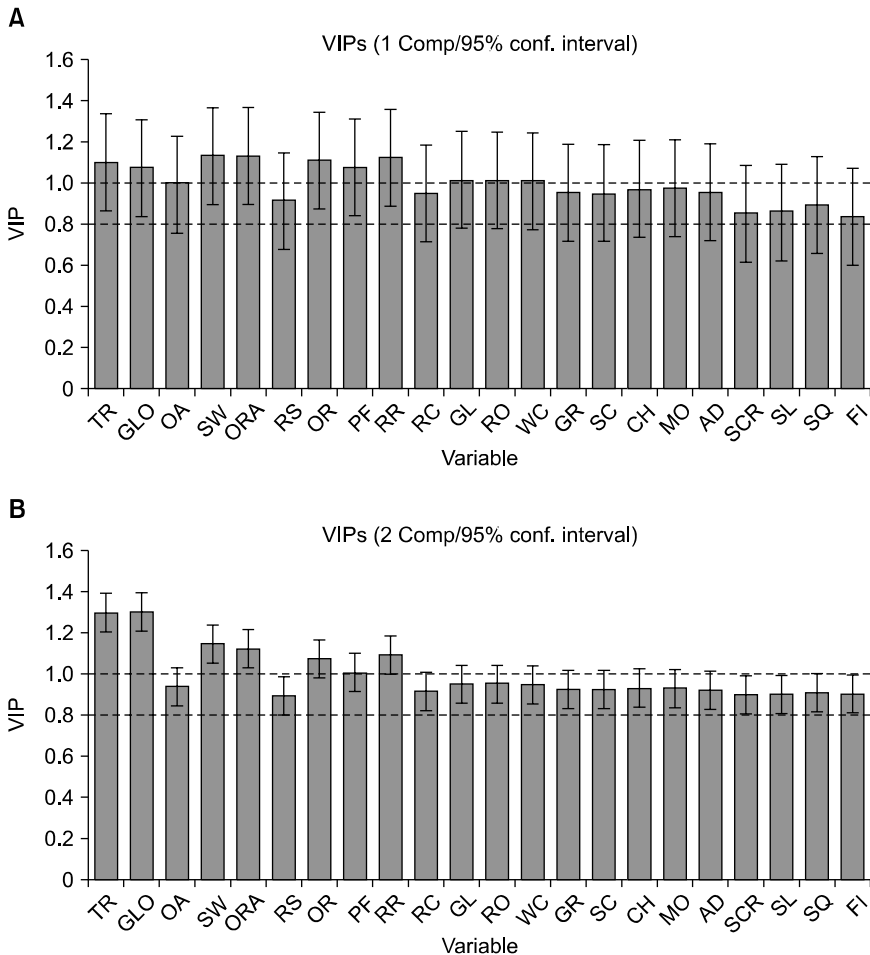 A
VIPs (1 Comp/95% conf. interval)
1.6
1.4
1.2
1.0
0.8
0.6
0.4
0.2
0
VIP
TR GLO OA SW ORA RS OR PF RR RC GL RO WC GR SC CH MO AD SCR SL SQ FI
Variable
B
VIPs (2 Comp/95% conf. interval)
1.6
1.4
1.2
1.0
0.8
0.6
0.4
0.2
0
VIP
TR GLO OA SW ORA RS OR PF RR RC GL RO WC GR SC CH MO AD SCR SL SQ FI
Variable